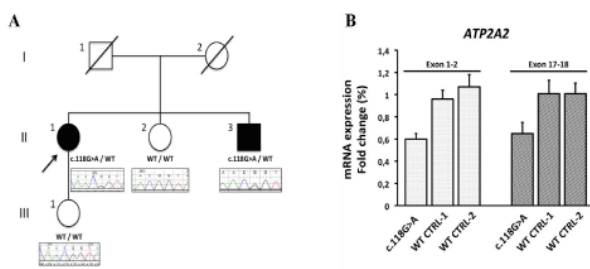 A
I
1
2
II
1
2
3
c.118G>A / WT
WT / WT
c.118G>A / WT
III
1
WT / WT
B
ATP2A2
Exon 1-2
Exon 17-18
mRNA expression
Fold change (%)
1,4
1,2
1
0,8
0,6
0,4
0,2
c.118G>A
WT CTRL-1
WT CTRL-2
c.118G>A
WT CTRL-1
WT CTRL-2